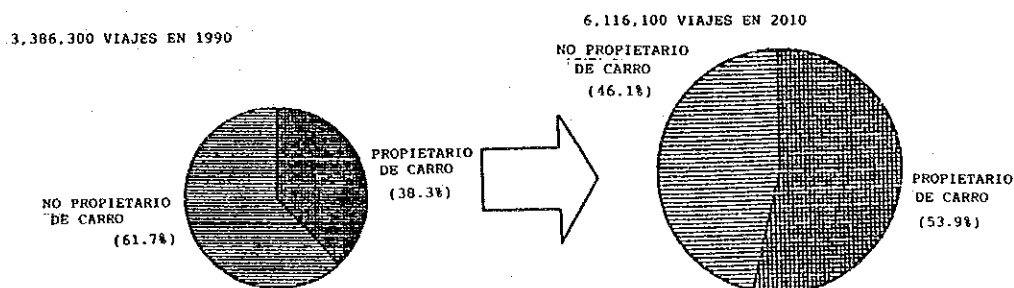 3,386,300 VIAJES EN 1990
NO PROPIETARIO
DE CARRO
(61.7%)
PROPIETARIO
DE CARRO
(38.3%)
6,116,100 VIAJES EN 2010
NO PROPIETARIO
DE CARRO
(46.1%)
PROPIETARIO
DE CARRO
(53.9%)